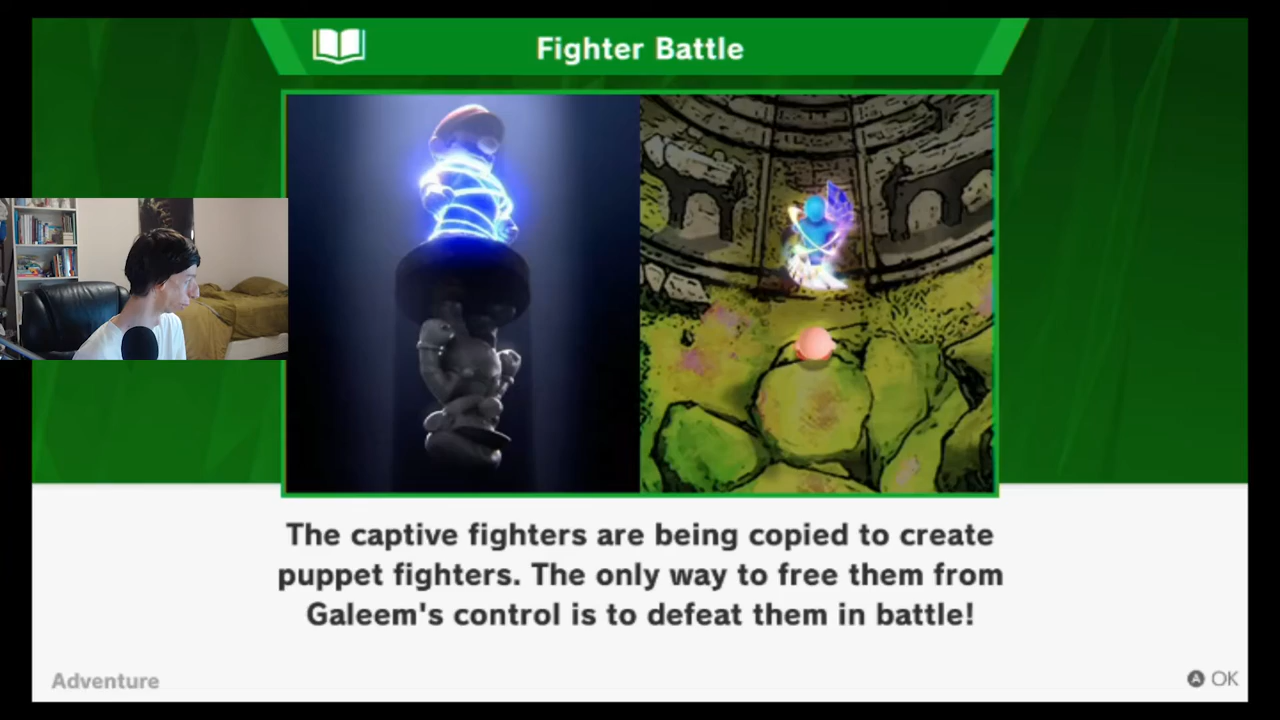 Fighter Battle
The captive fighters are being copied to create
puppet fighters. The only way to free them from
Galeem's control is to defeat them in battle!
Adventure
A OK